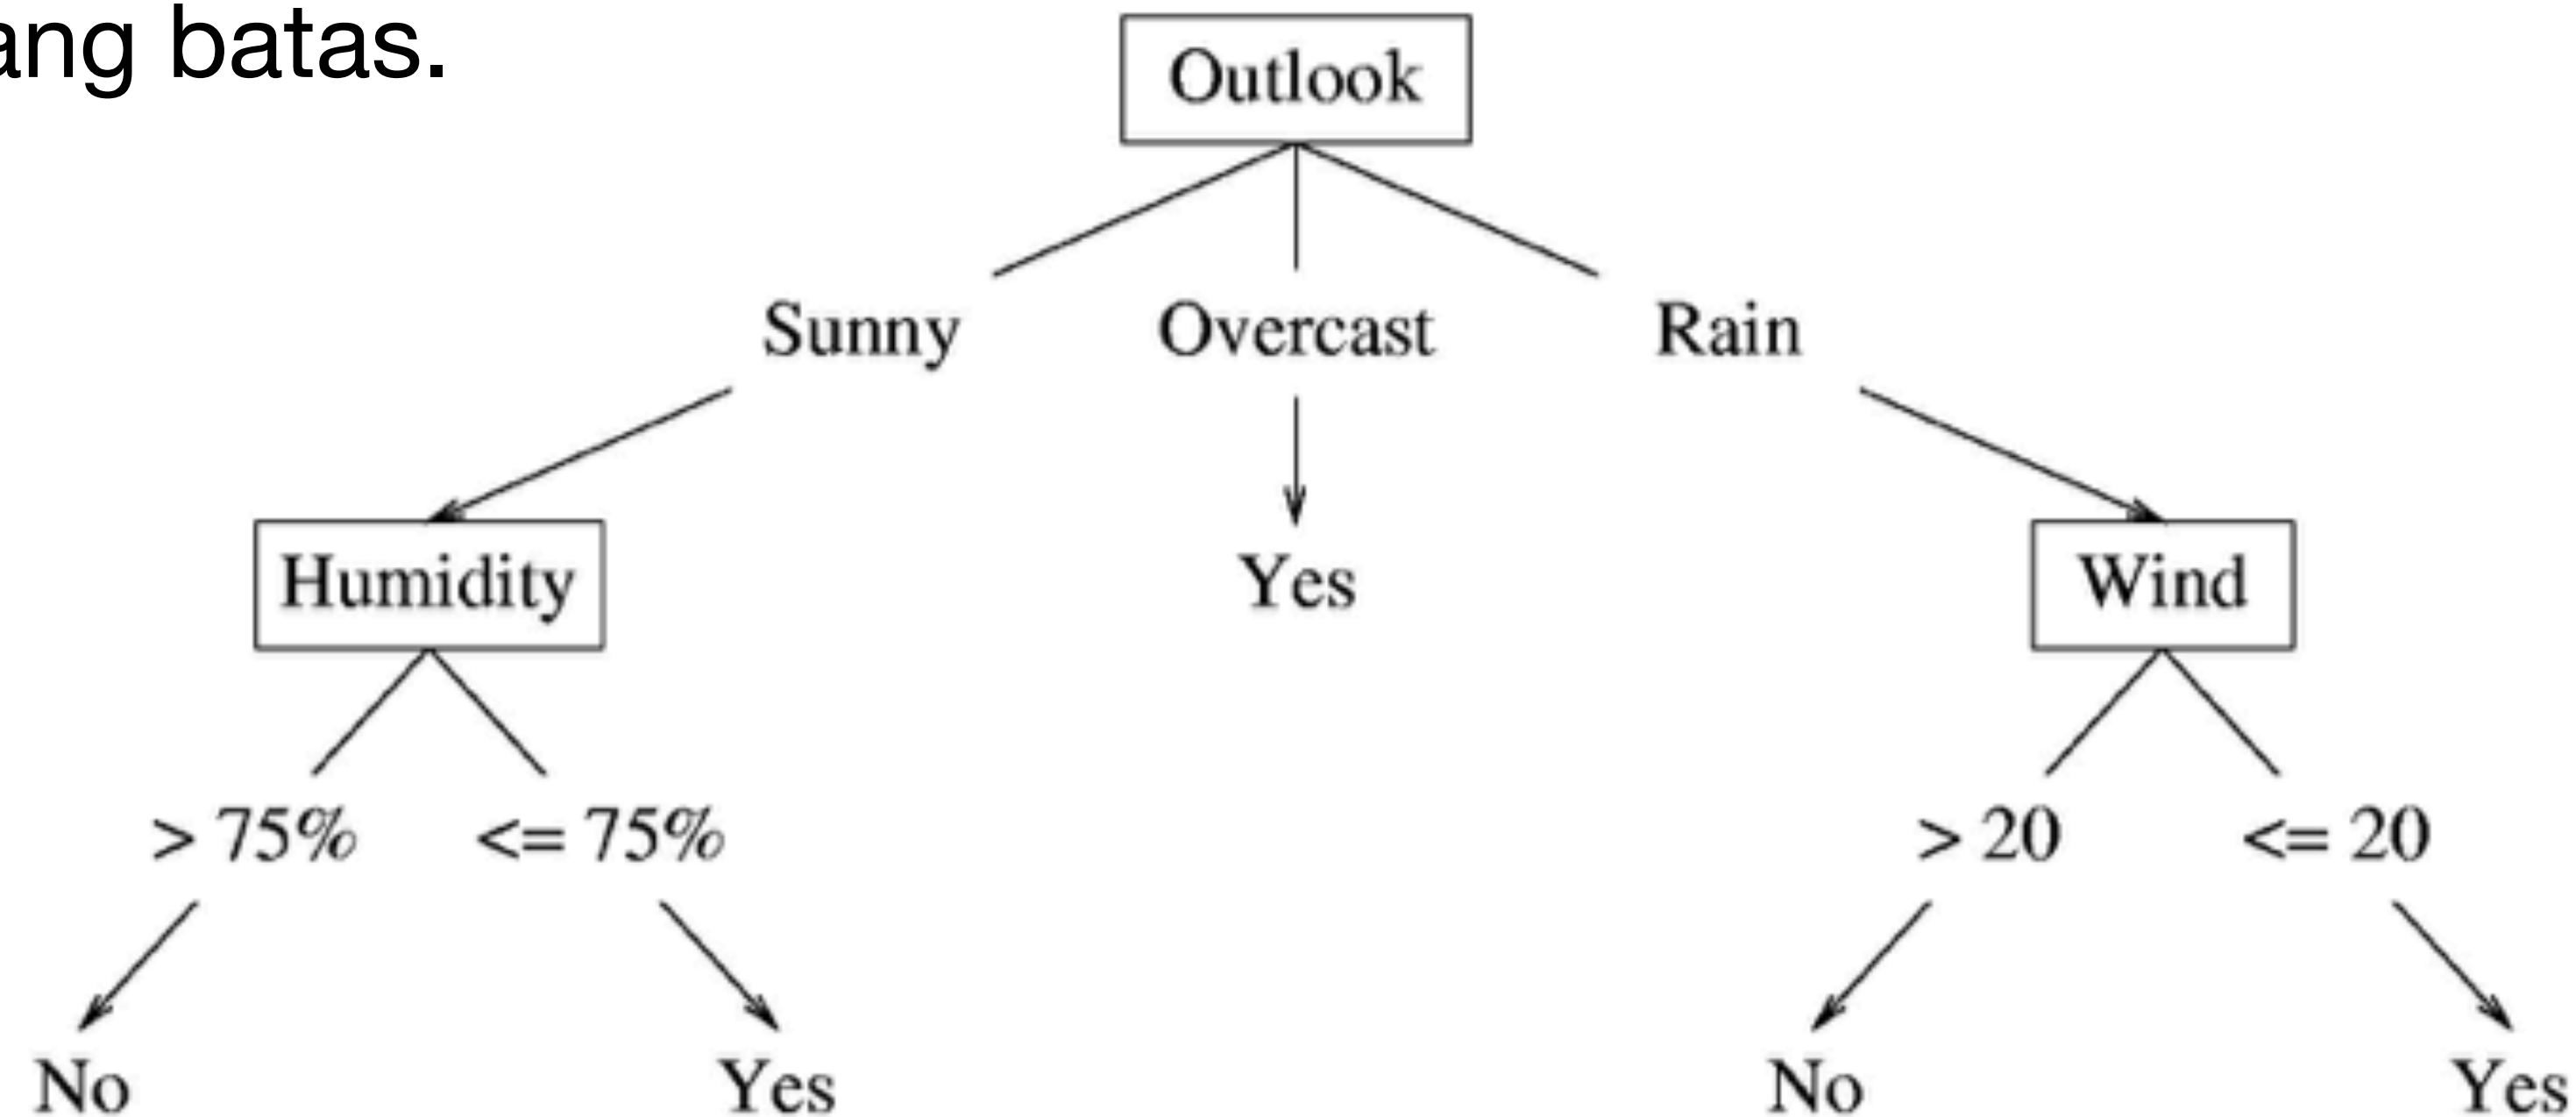 ang batas.
Outlook
Sunny Overcast Rain
Humidity Yes Wind
> 75% <= 75% > 20 <= 20
No Yes No Yes